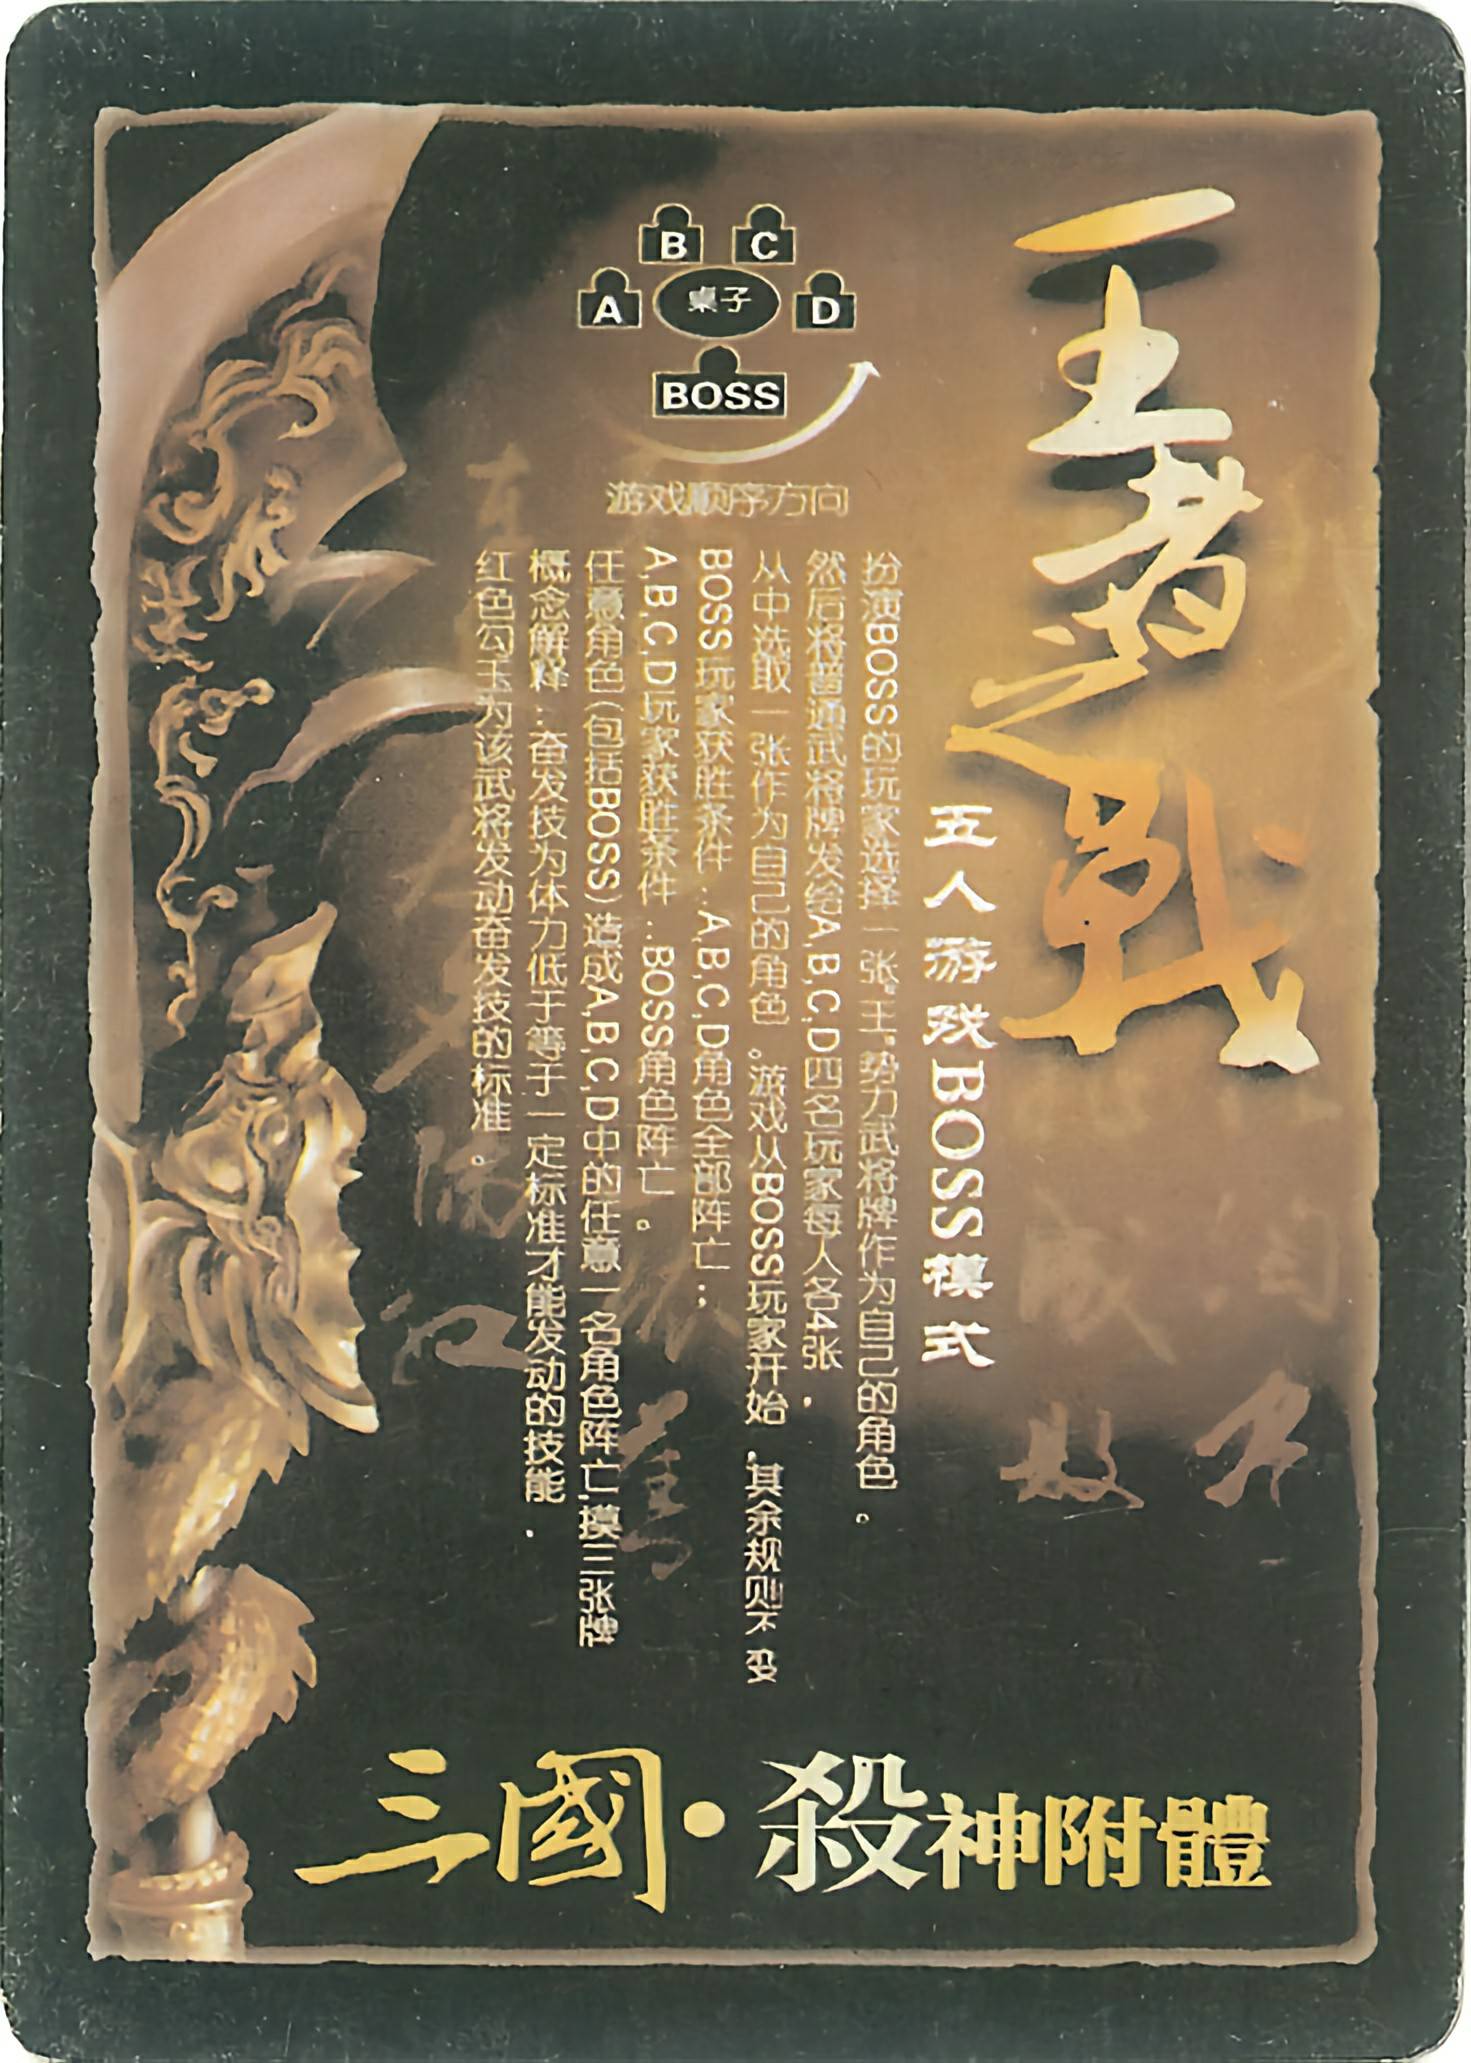 王者之戰
五人游戏BOSS模式
B C
A 桌子 D
BOSS
游戏顺序方向
扮演BOSS的玩家选择一张"王"势力武将牌作为自己的角色。
然后将普通武将牌发给A,B,C,D四名玩家每人各4张,
从中选取一张作为自己的角色。游戏从BOSS玩家开始,其余规则不变
BOSS玩家获胜条件:A,B,C,D角色全部阵亡;
A,B,C,D玩家获胜条件:BOSS角色阵亡。
任意角色(包括BOSS)造成A,B,C,D中的任意一名角色阵亡,摸三张牌
概念解释:奋发技为体力低于等于一定标准才能发动的技能.
红色勾玉为该武将发动奋发技的标准。
三國·殺神附體